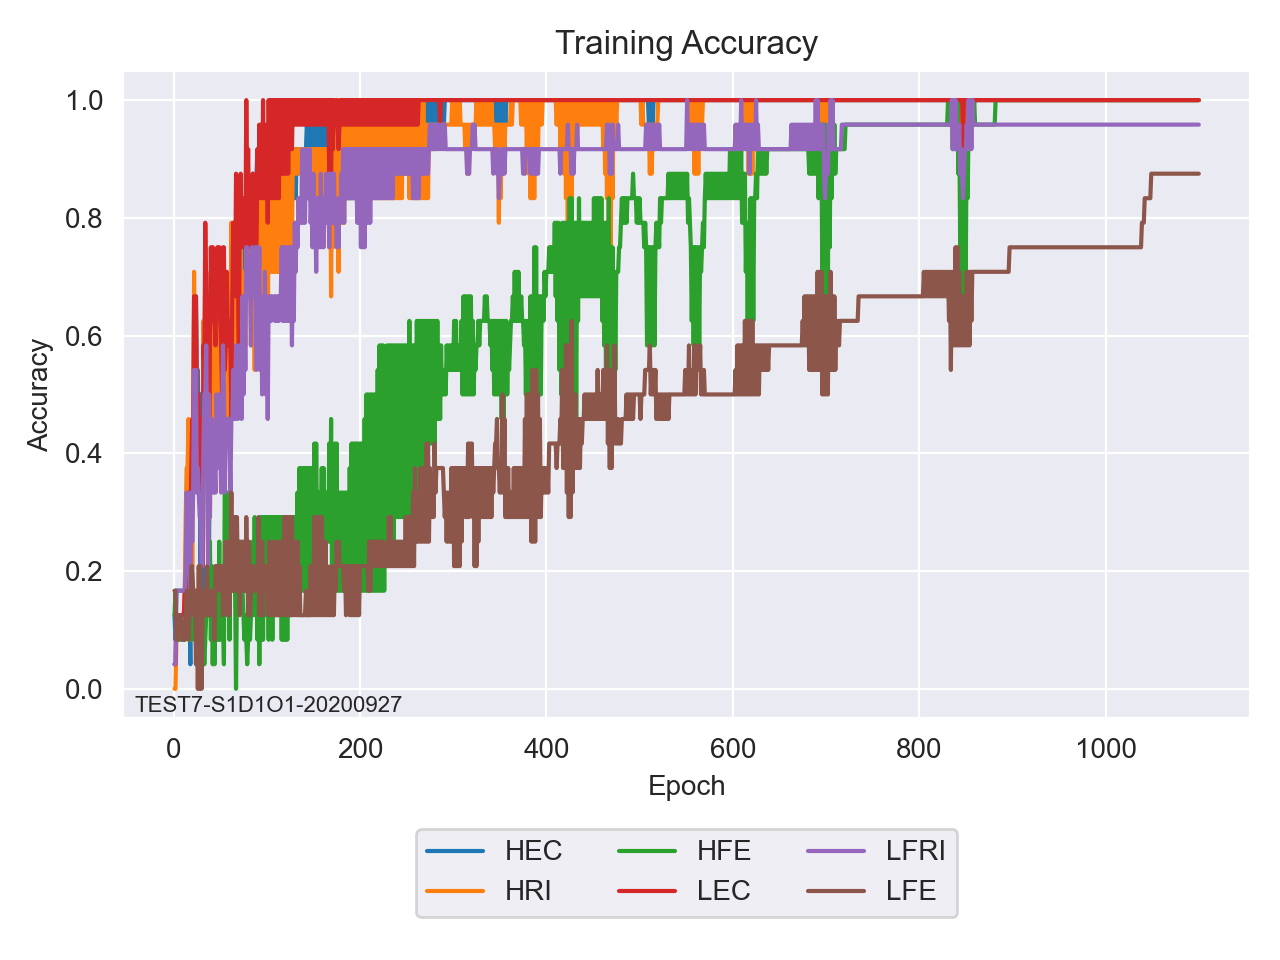 Training Accuracy
1.0
0.8
0.6
0.4
0.2
0.0
Accuracy
TEST7-S1D1O1-20200927
0 200 400 600 800 1000
Epoch
HEC HFE LFRI
HRI LEC LFE